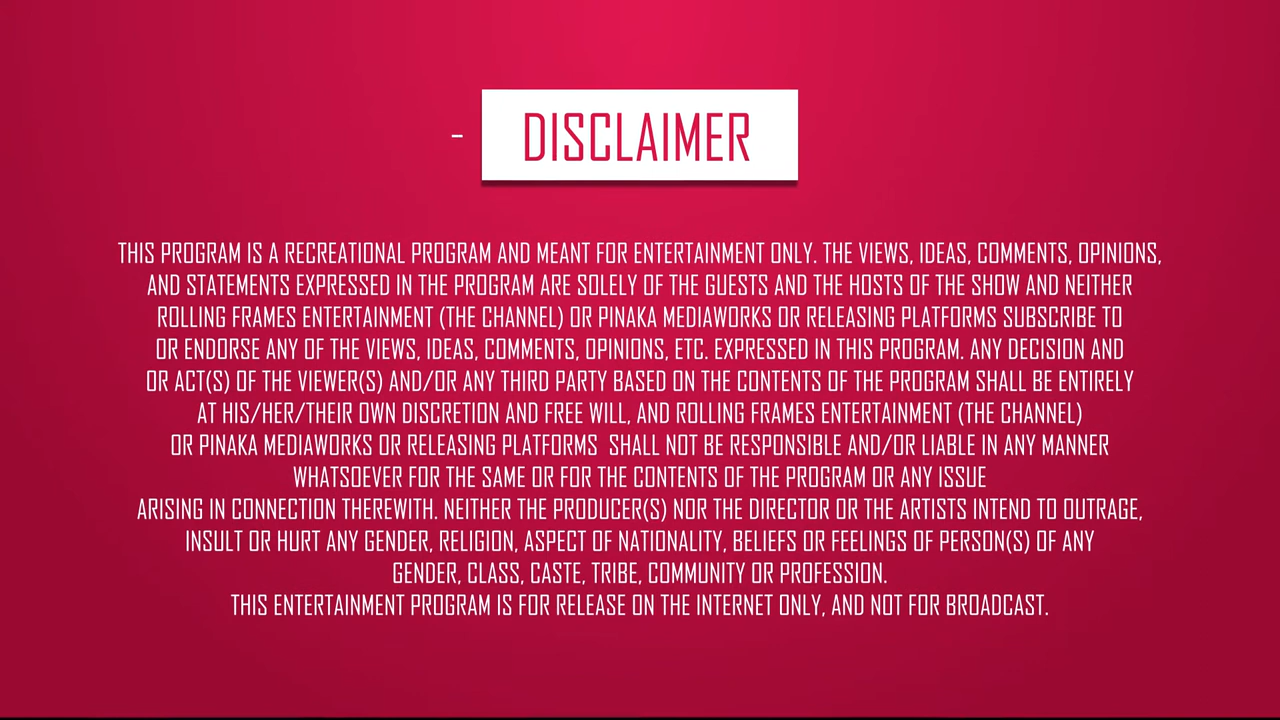 - DISCLAIMER
THIS PROGRAM IS A RECREATIONAL PROGRAM AND MEANT FOR ENTERTAINMENT ONLY. THE VIEWS, IDEAS, COMMENTS, OPINIONS,
AND STATEMENTS EXPRESSED IN THE PROGRAM ARE SOLELY OF THE GUESTS AND THE HOSTS OF THE SHOW AND NEITHER
ROLLING FRAMES ENTERTAINMENT (THE CHANNEL) OR PINAKA MEDIAWORKS OR RELEASING PLATFORMS SUBSCRIBE TO
OR ENDORSE ANY OF THE VIEWS, IDEAS, COMMENTS, OPINIONS, ETC. EXPRESSED IN THIS PROGRAM. ANY DECISION AND
OR ACT(S) OF THE VIEWER(S) AND/OR ANY THIRD PARTY BASED ON THE CONTENTS OF THE PROGRAM SHALL BE ENTIRELY
AT HIS/HER/THEIR OWN DISCRETION AND FREE WILL, AND ROLLING FRAMES ENTERTAINMENT (THE CHANNEL)
OR PINAKA MEDIAWORKS OR RELEASING PLATFORMS SHALL NOT BE RESPONSIBLE AND/OR LIABLE IN ANY MANNER
WHATSOEVER FOR THE SAME OR FOR THE CONTENTS OF THE PROGRAM OR ANY ISSUE
ARISING IN CONNECTION THEREWITH. NEITHER THE PRODUCER(S) NOR THE DIRECTOR OR THE ARTISTS INTEND TO OUTRAGE,
INSULT OR HURT ANY GENDER, RELIGION, ASPECT OF NATIONALITY, BELIEFS OR FEELINGS OF PERSON(S) OF ANY
GENDER, CLASS, CASTE, TRIBE, COMMUNITY OR PROFESSION.
THIS ENTERTAINMENT PROGRAM IS FOR RELEASE ON THE INTERNET ONLY, AND NOT FOR BROADCAST.